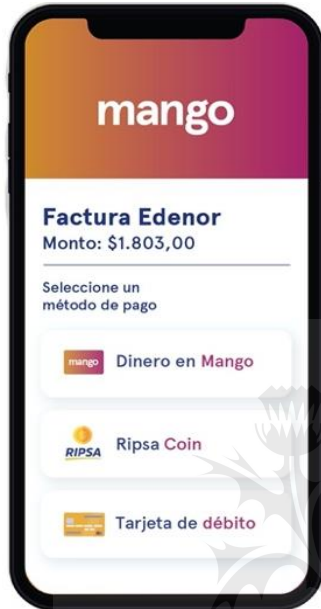 mango
Factura Edenor
Monto: $1.803,00
Seleccione un
método de pago
mango
Dinero en Mango
RIPSA
Ripsa Coin
Tarjeta de débito